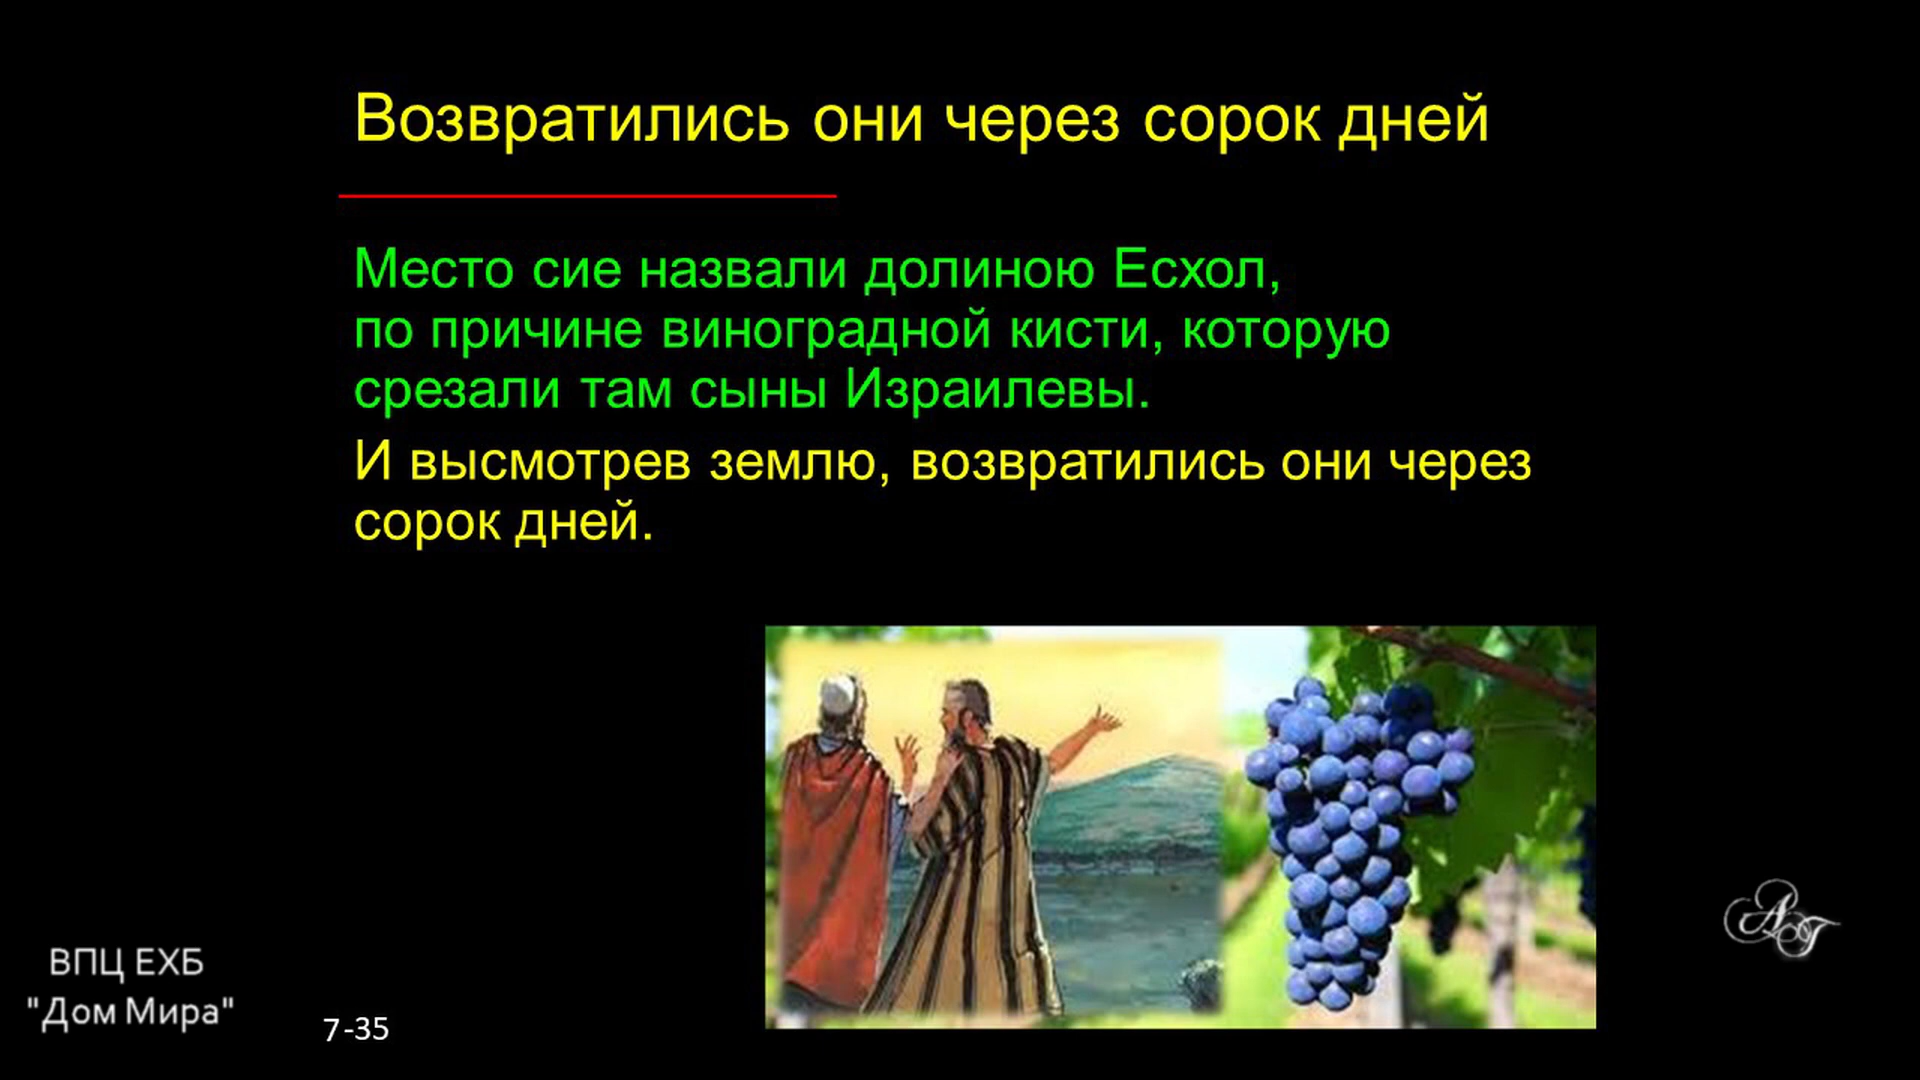 Возвратились они через сорок дней
Место сие назвали долиною Есхол,
по причине виноградной кисти, которую
срезали там сыны Израилевы.
И высмотрев землю, возвратились они через
сорок дней.
ВПЦ ЕХБ
"Дом Мира"
7-35